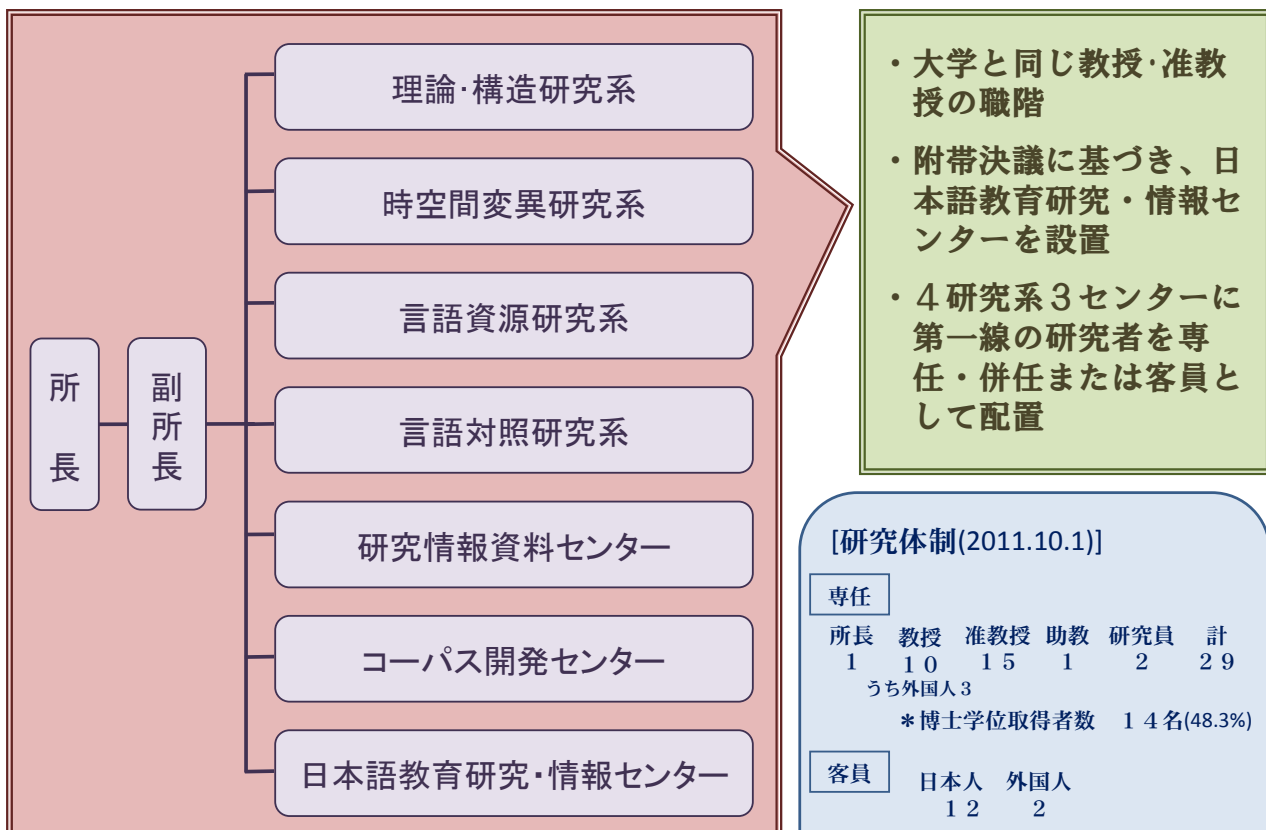 所長
副所長
理論･構造研究系
時空間変異研究系
言語資源研究系
言語対照研究系
研究情報資料センター
コーパス開発センター
日本語教育研究・情報センター
・大学と同じ教授･准教
授の職階
・附帯決議に基づき、日
本語教育研究・情報セ
ンターを設置
・４研究系３センターに
第一線の研究者を専
任・併任または客員と
して配置
[研究体制(2011.10.1)]
専任
所長 教授 准教授 助教 研究員 計
１ １０ １５ １ ２ ２９
うち外国人３
＊博士学位取得者数 １４名(48.3%)
客員
日本人 外国人
１２ ２